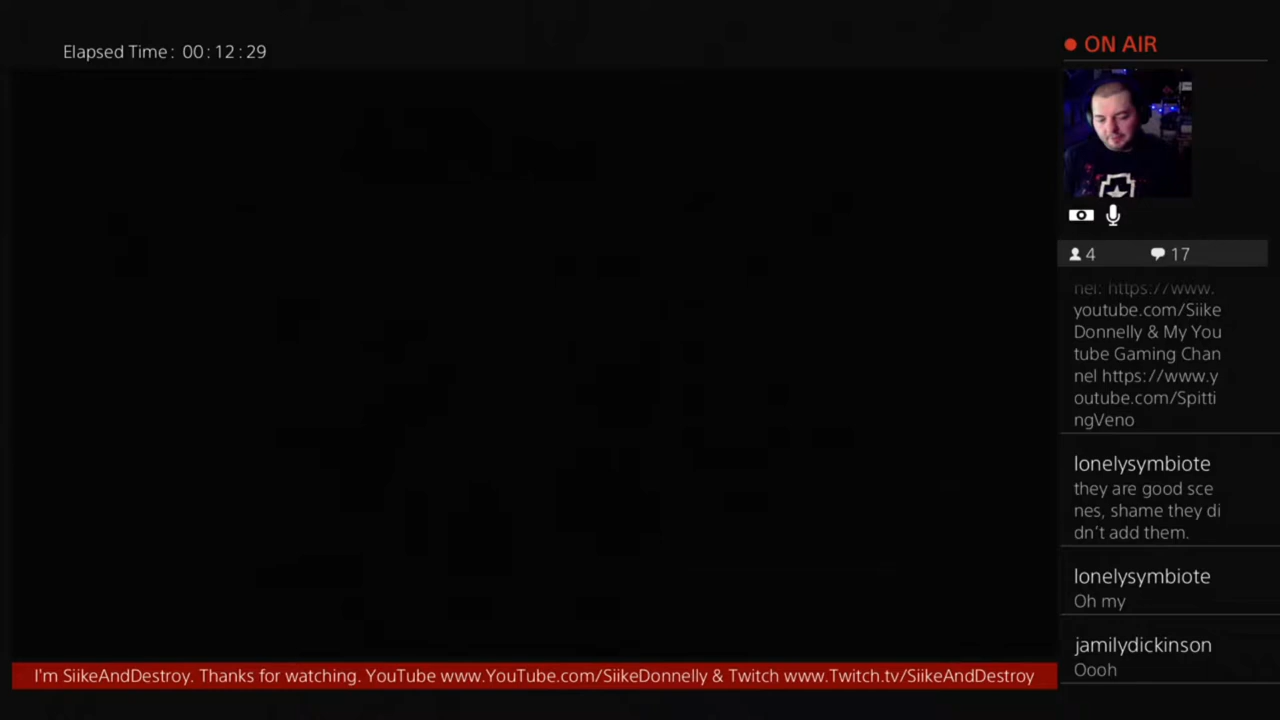 Elapsed Time: 00:12:29
ON AIR
4
17
nel: https://www.
youtube.com/Siike
Donnelly & My You
tube Gaming Chan
nel https://www.y
outube.com/Spitti
ngVeno
lonelysymbiote
they are good sce
nes, shame they di
dn't add them.
lonelysymbiote
Oh my
jamilydickinson
Oooh
I'm SiikeAndDestroy. Thanks for watching. YouTube www.YouTube.com/SiikeDonnelly & Twitch www.Twitch.tv/SiikeAndDestroy